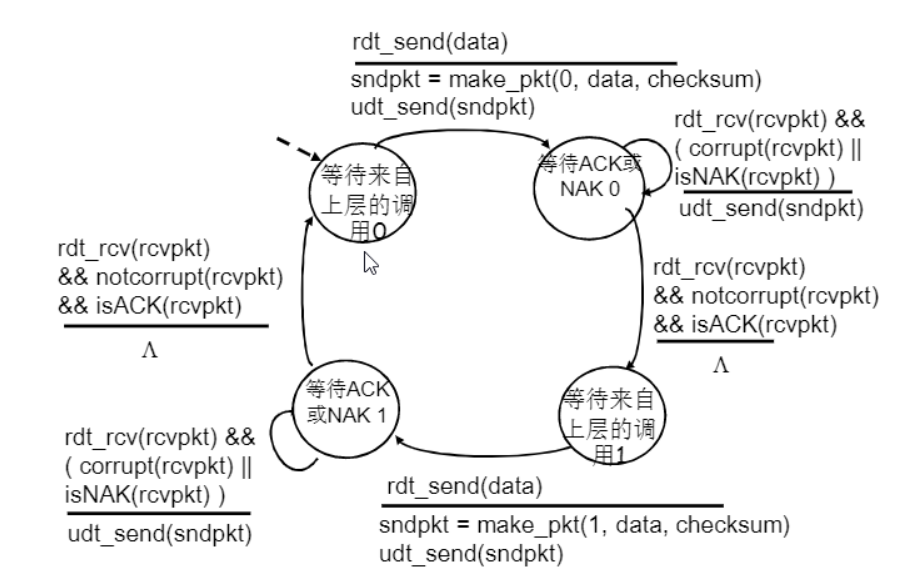 rdt_send(data)
sndpkt = make_pkt(0, data, checksum)
udt_send(sndpkt)
rdt_rcv(rcvpkt) &&
( corrupt(rcvpkt) ||
isNAK(rcvpkt) )
udt_send(sndpkt)
等待来自
上层的调
用0
等待ACK或
NAK 0
rdt_rcv(rcvpkt)
&& notcorrupt(rcvpkt)
&& isACK(rcvpkt)
Λ
rdt_rcv(rcvpkt)
&& notcorrupt(rcvpkt)
&& isACK(rcvpkt)
Λ
等待ACK
或NAK 1
等待来自
上层的调
用1
rdt_rcv(rcvpkt) &&
( corrupt(rcvpkt) ||
isNAK(rcvpkt) )
udt_send(sndpkt)
rdt_send(data)
sndpkt = make_pkt(1, data, checksum)
udt_send(sndpkt)